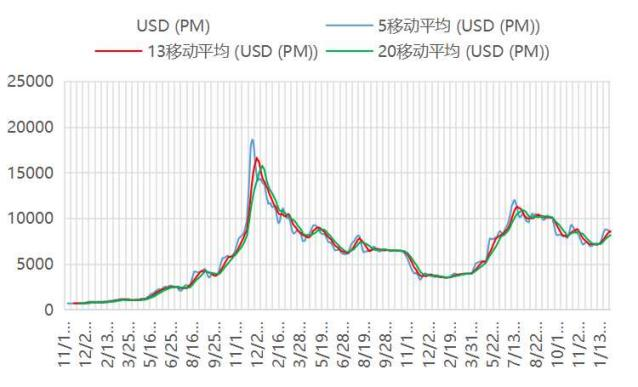 USD (PM) 5移动平均 (USD (PM))
13移动平均 (USD (PM)) 20移动平均 (USD (PM))
25000
20000
15000
10000
5000
0
11/1… 12/2… 2/13… 3/29… 5/16… 6/25… 8/16… 9/25… 11/1… 12/2… 2/16… 3/28… 5/19… 6/28… 8/19… 9/28… 11/1… 12/2… 2/19… 3/31… 5/22… 7/13… 8/22… 10/1… 11/2… 1/13…